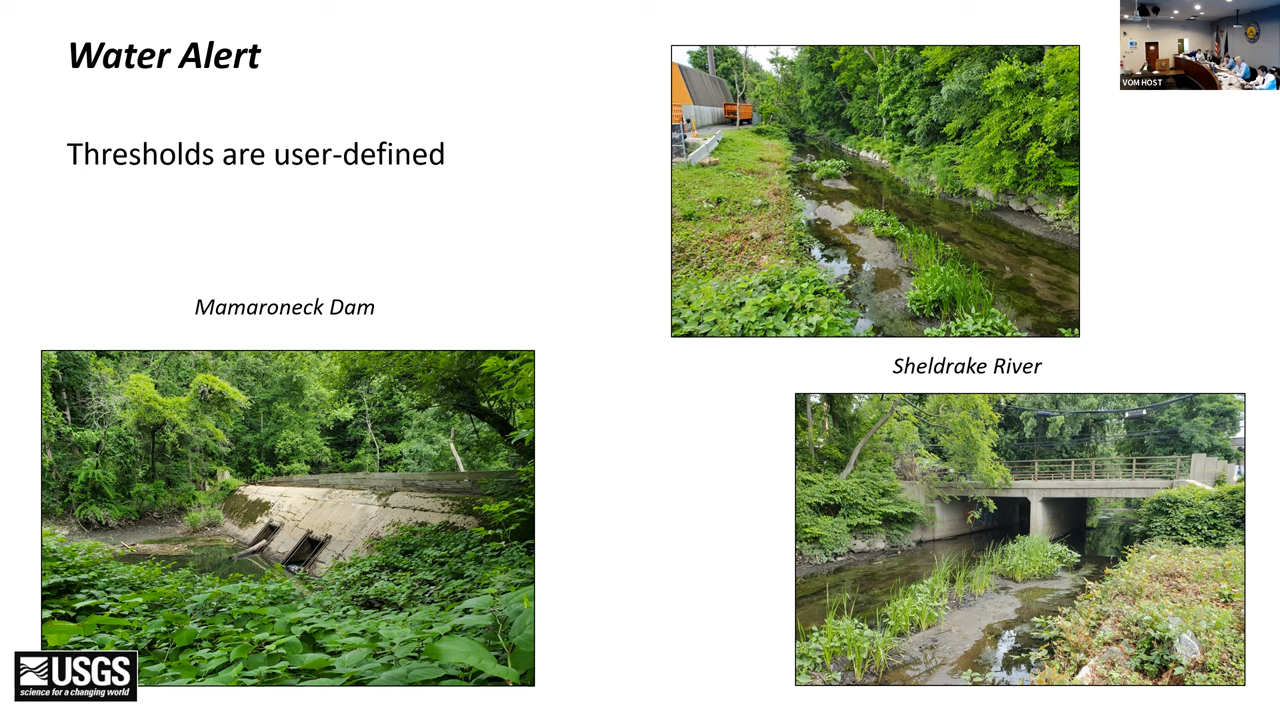 Water Alert
VOM HOST
Thresholds are user-defined
Mamaroneck Dam
Sheldrake River
USGS
science for a changing world